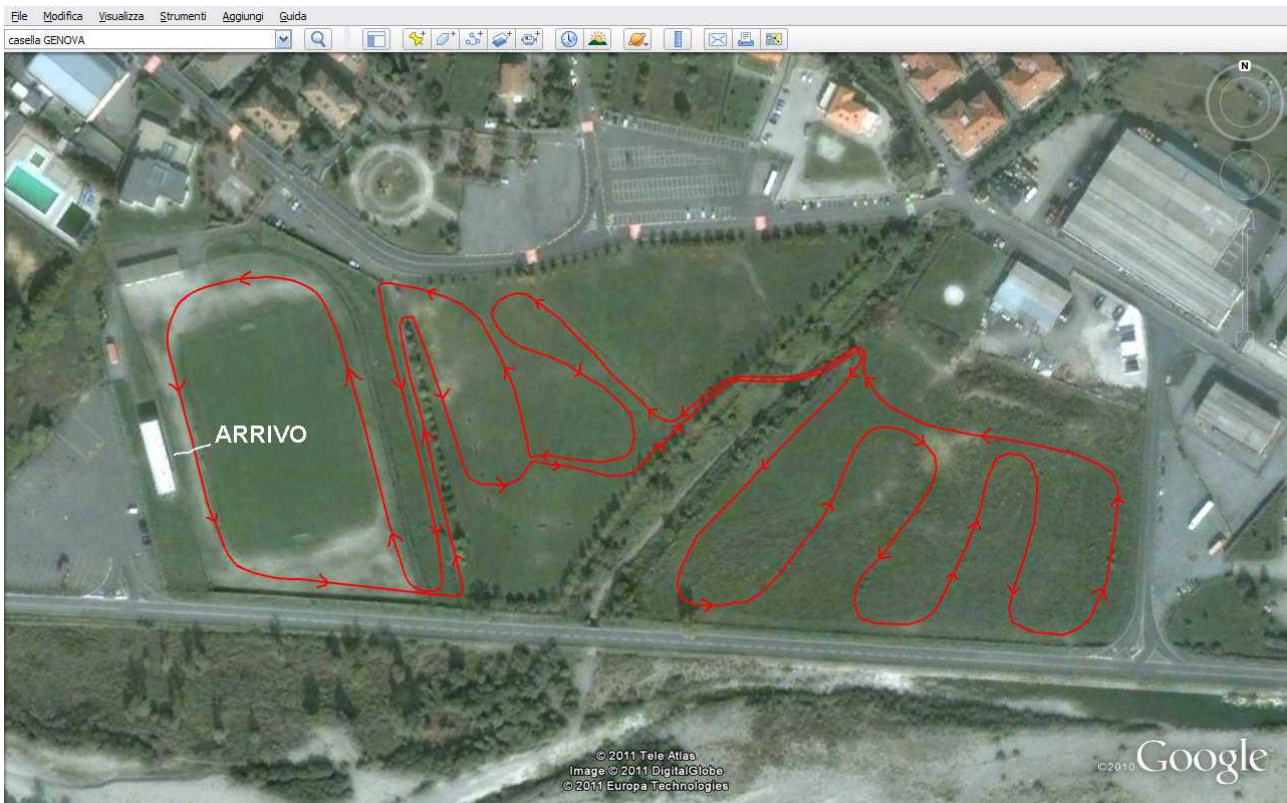 File Modifica Visualizza Strumenti Aggiungi Guida
casella GENOVA
N
ARRIVO
© 2011 Tele Atlas
Image © 2011 DigitalGlobe
© 2011 Europa Technologies
©2010 Google